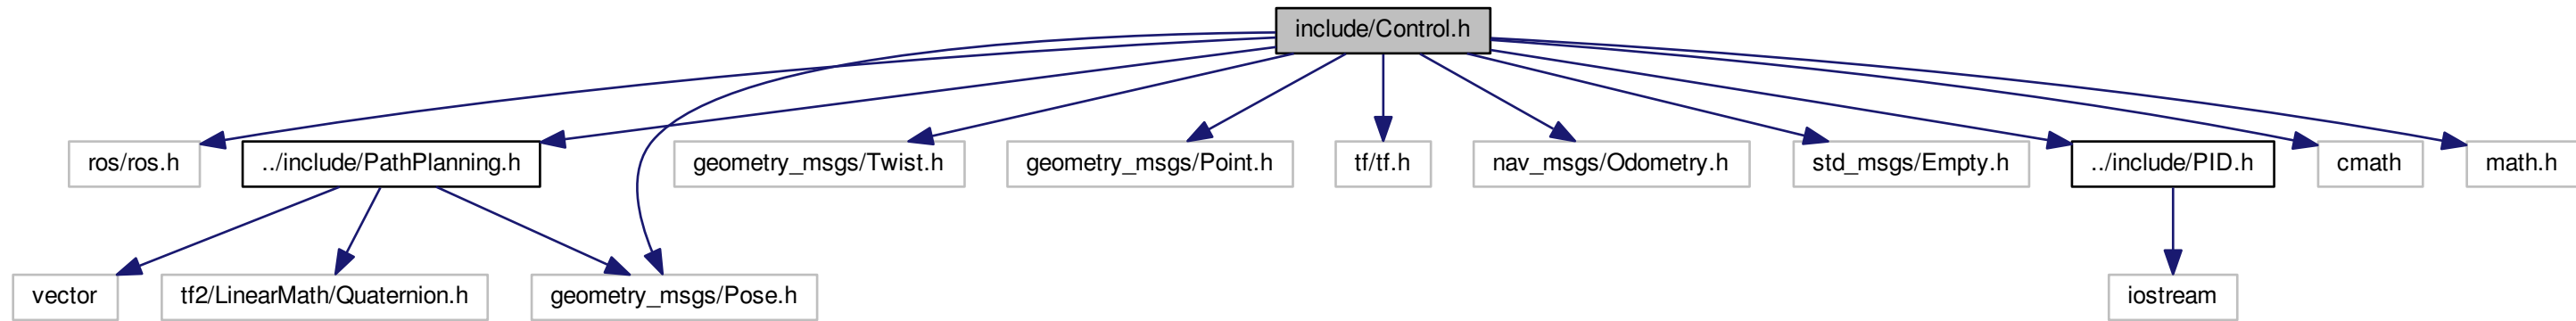 include/Control.h
ros/ros.h
../include/PathPlanning.h
geometry_msgs/Twist.h
geometry_msgs/Point.h
tf/tf.h
nav_msgs/Odometry.h
std_msgs/Empty.h
../include/PID.h
cmath
math.h
vector
tf2/LinearMath/Quaternion.h
geometry_msgs/Pose.h
iostream